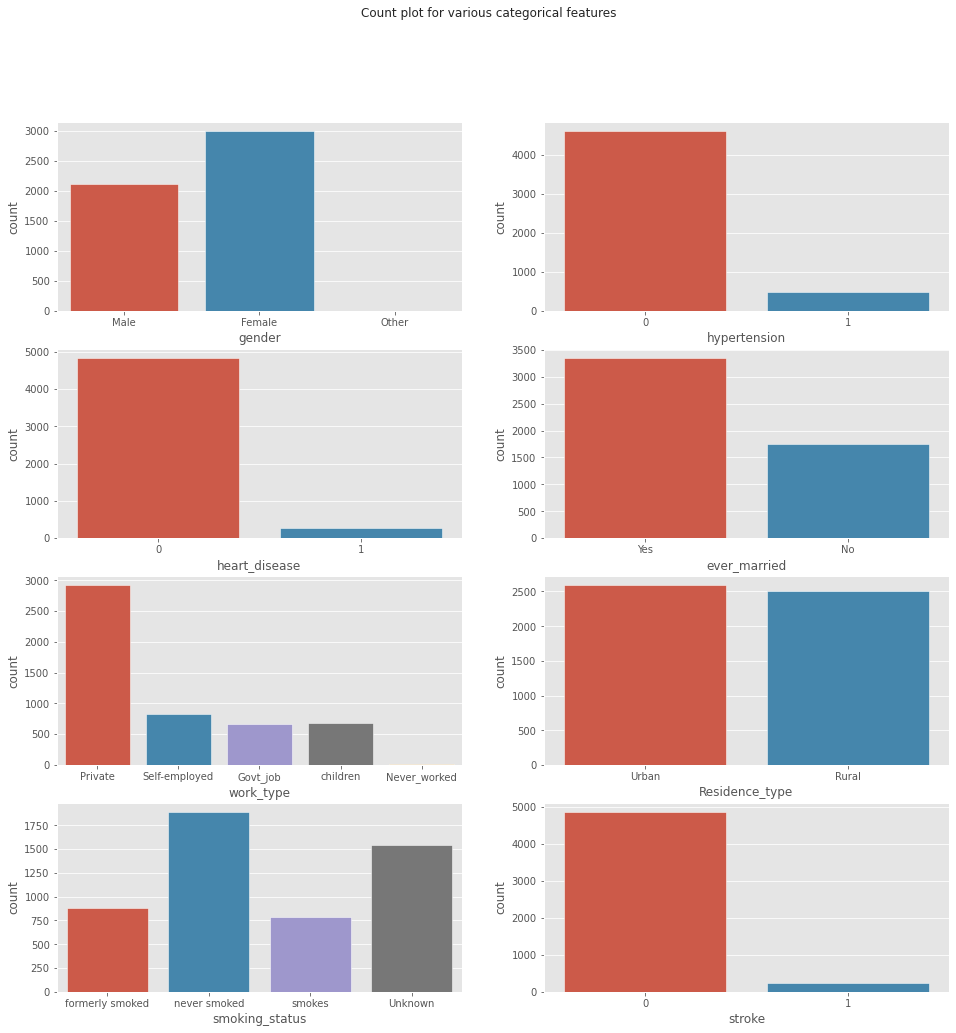 Count plot for various categorical features
3000
2500
2000
1500
1000
500
0
count
Male Female Other
gender
4000
3000
2000
1000
0
count
0 1
hypertension
5000
4000
3000
2000
1000
0
count
0 1
heart_disease
3500
3000
2500
2000
1500
1000
500
0
count
Yes No
ever_married
3000
2500
2000
1500
1000
500
0
count
Private Self-employed Govt_job children Never_worked
work_type
2500
2000
1500
1000
500
0
count
Urban Rural
Residence_type
1750
1500
1250
1000
750
500
250
0
count
formerly smoked never smoked smokes Unknown
smoking_status
5000
4000
3000
2000
1000
0
count
0 1
stroke